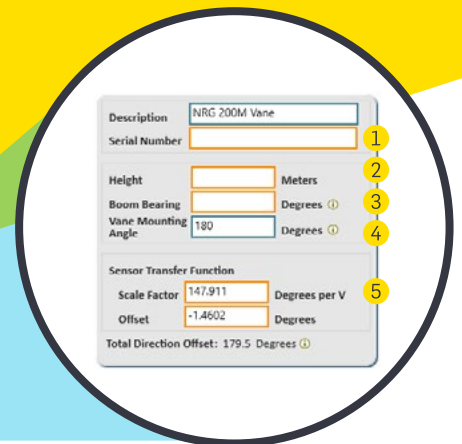 Description NRG 200M Vane
Serial Number 1
2
Height Meters
Boom Bearing Degrees 3
Vane Mounting
Angle 180 Degrees 4
Sensor Transfer Function
Scale Factor 147.911 Degrees per V 5
Offset -1.4602 Degrees
Total Direction Offset: 179.5 Degrees